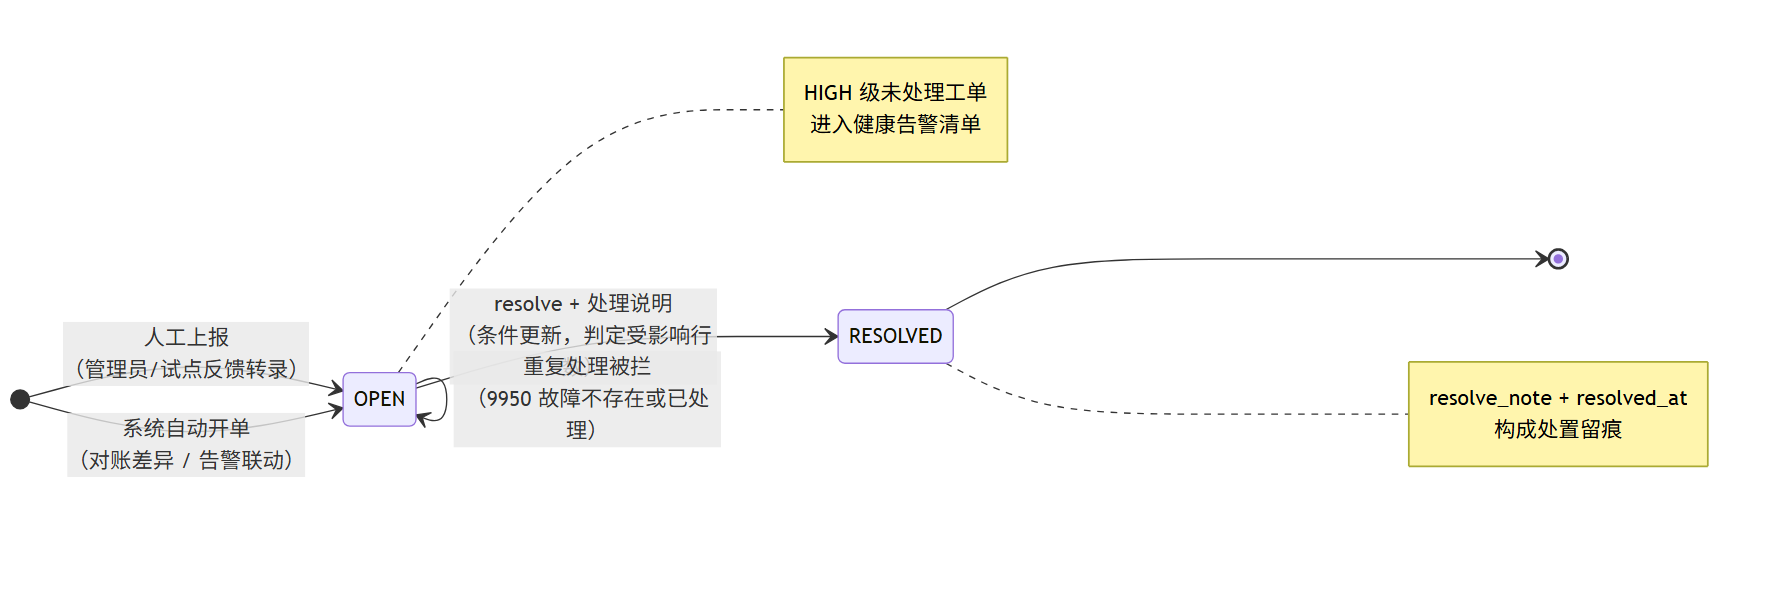 HIGH 级未处理工单
进入健康告警清单
resolve + 处理说明
（条件更新，判定受影响行
人工上报
（管理员/试点反馈转录）
OPEN
RESOLVED
重复处理被拦
（9950 故障不存在或已处
理）
系统自动开单
（对账差异 / 告警联动）
resolve_note + resolved_at
构成处置留痕